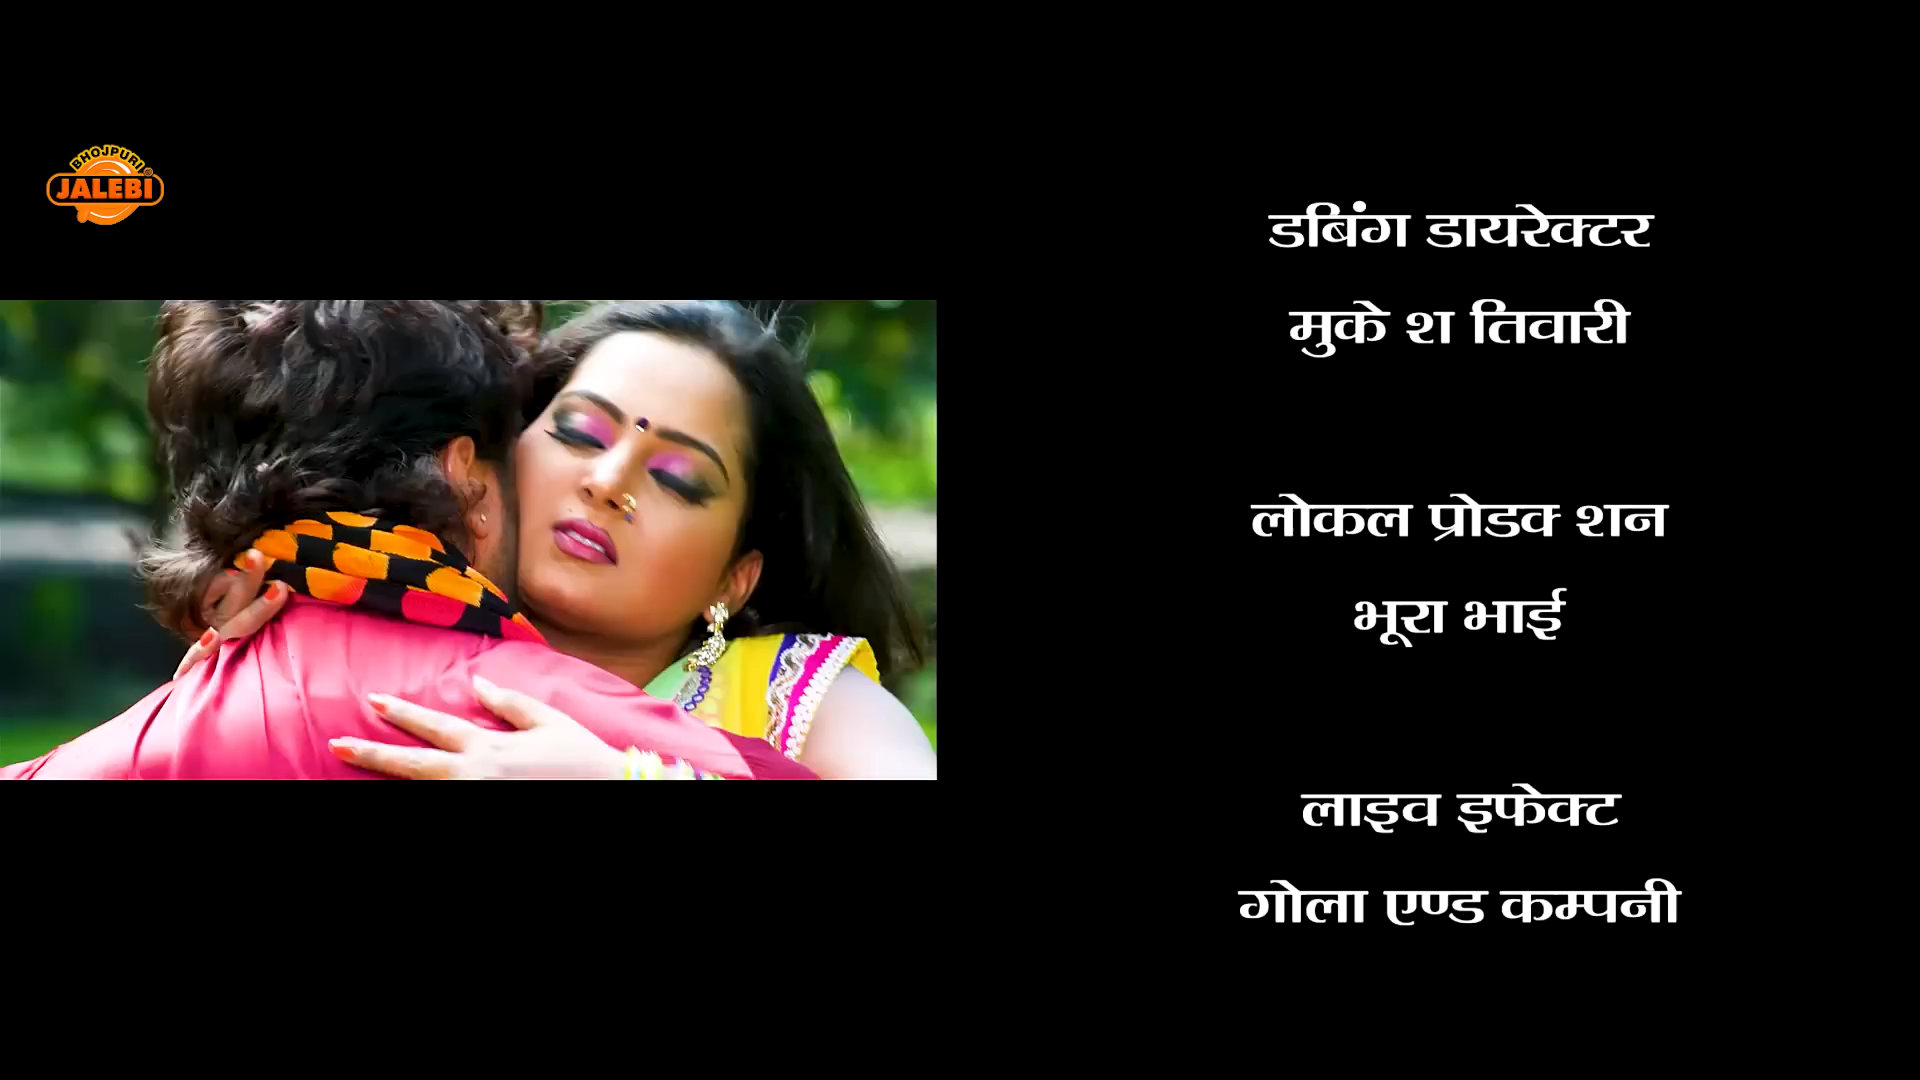 BHOJPURI
JALEBI
डबिंग डायरेक्टर
मुके श तिवारी
लोकल प्रोडक्शन
भूरा भाई
लाइव इफेक्ट
गोला एण्ड कम्पनी